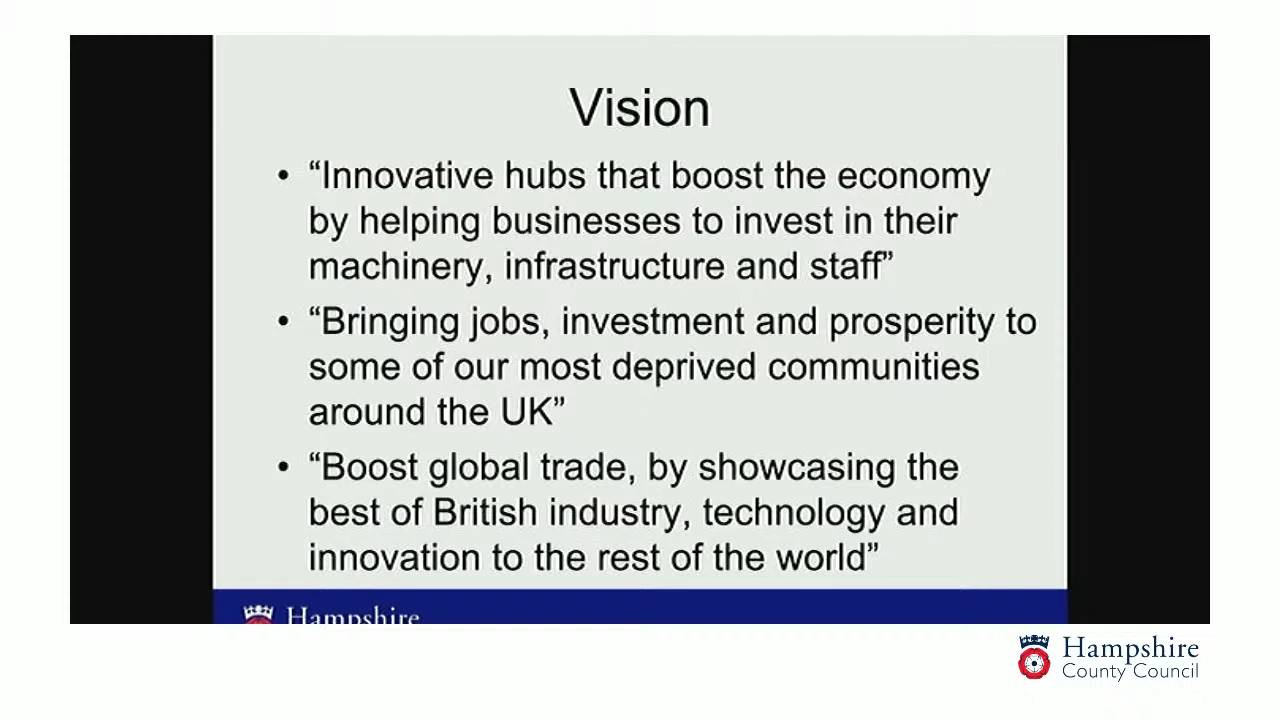 Vision
• “Innovative hubs that boost the economy
by helping businesses to invest in their
machinery, infrastructure and staff”
• “Bringing jobs, investment and prosperity to
some of our most deprived communities
around the UK”
• “Boost global trade, by showcasing the
best of British industry, technology and
innovation to the rest of the world”
Hampshire
Hampshire
County Council